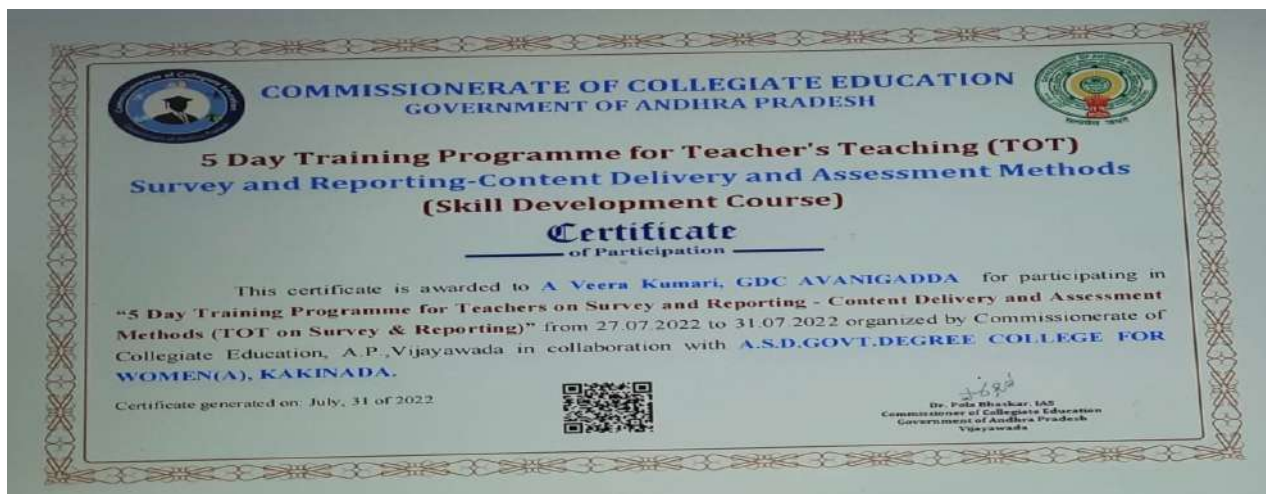 COMMISSIONERATE OF COLLEGIATE EDUCATION
GOVERNMENT OF ANDHRA PRADESH
5 Day Training Programme for Teacher's Teaching (TOT)
Survey and Reporting-Content Delivery and Assessment Methods
(Skill Development Course)
Certificate
of Participation
This certificate is awarded to A Veera Kumari, GDC AVANIGADDA for participating in
“5 Day Training Programme for Teachers on Survey and Reporting - Content Delivery and Assessment
Methods (TOT on Survey & Reporting)” from 27.07.2022 to 31.07.2022 organized by Commissionerate of
Collegiate Education, A.P.,Vijayawada in collaboration with A.S.D.GOVT.DEGREE COLLEGE FOR
WOMEN(A), KAKINADA.
Certificate generated on: July, 31 of 2022
Dr. Pola Bhaskar, IAS
Commissioner of Collegiate Education
Government of Andhra Pradesh
Vijayawada